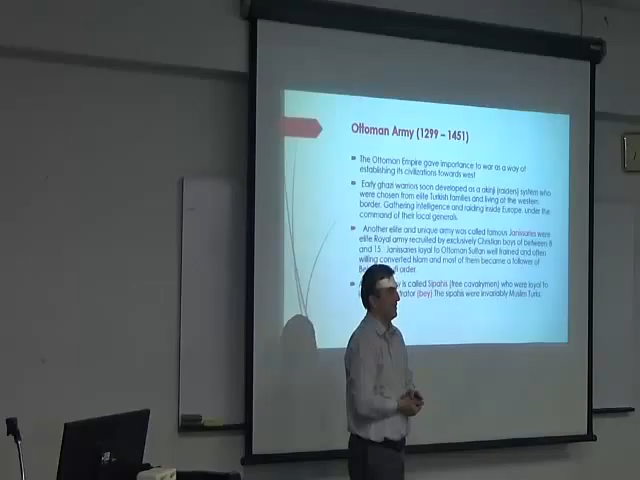 Ottoman Army (1299 – 1451)
The Ottoman Empire gave importance to war as a way of
establishing its civilizations towards west
Early ghazi warriors soon developed as a akinji (raiders) system who
were chosen from elite Turkish families and living at the western
border. Gathering intelligence and raiding inside Europe, under the
command of their local generals.
Another elite and unique army was called famous Janissaries were
elite Royal army recruited by exclusively Christian boys of between 8
and 15. Janissaries loyal to Ottoman Sultan well trained and often
willing converted Islam and most of them became a follower of
order.
is called Sipahis (free cavalrymen) who were loyal to
(bey) The sipahis were invariably Muslim Turks.